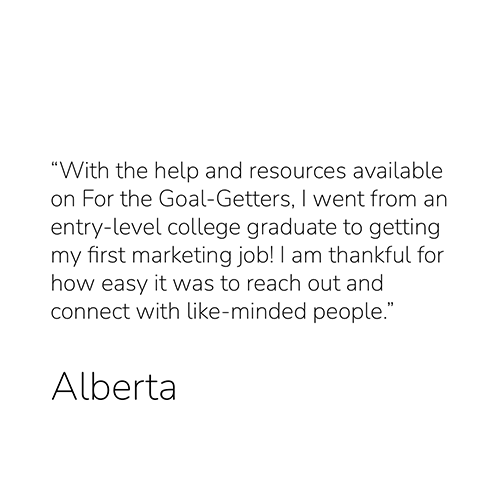 “With the help and resources available
on For the Goal-Getters, I went from an
entry-level college graduate to getting
my first marketing job! I am thankful for
how easy it was to reach out and
connect with like-minded people.”
Alberta